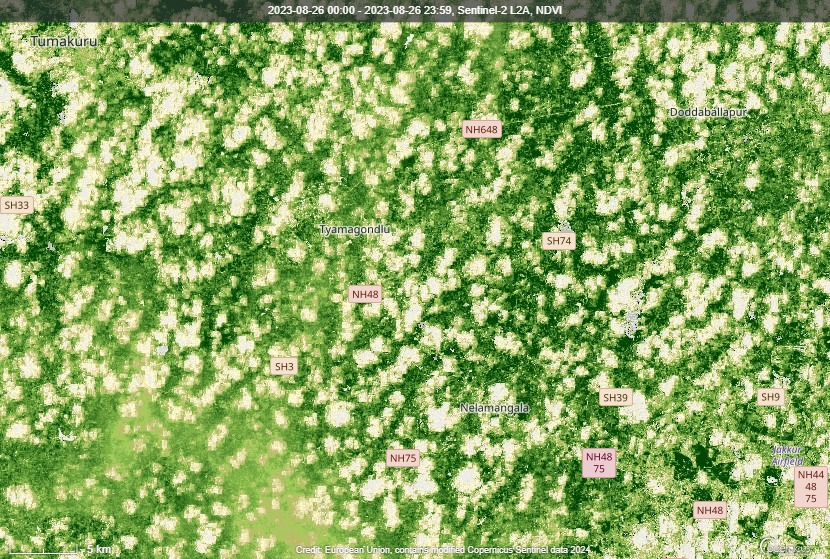 2023-08-26 00:00 - 2023-08-26 23:59, Sentinel-2 L2A, NDVI
Tumakuru
Doddaballapur
NH648
SH33
Tyamagondlu
SH74
NH48
SH3
SH39
SH9
Nelamangala
Jakkur
Airfield
NH75
NH48
75
NH44
48
75
NH48
5 km
Credit: European Union, contains modified Copernicus Sentinel data 2024